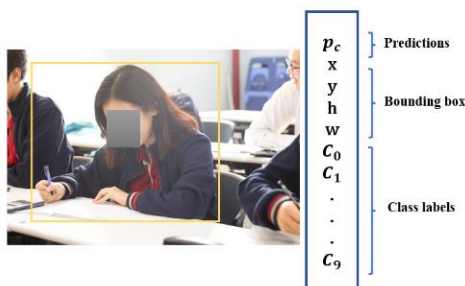 p_c
x
y
h
w
C_0
C_1
.
.
.
C_9
Predictions
Bounding box
Class labels